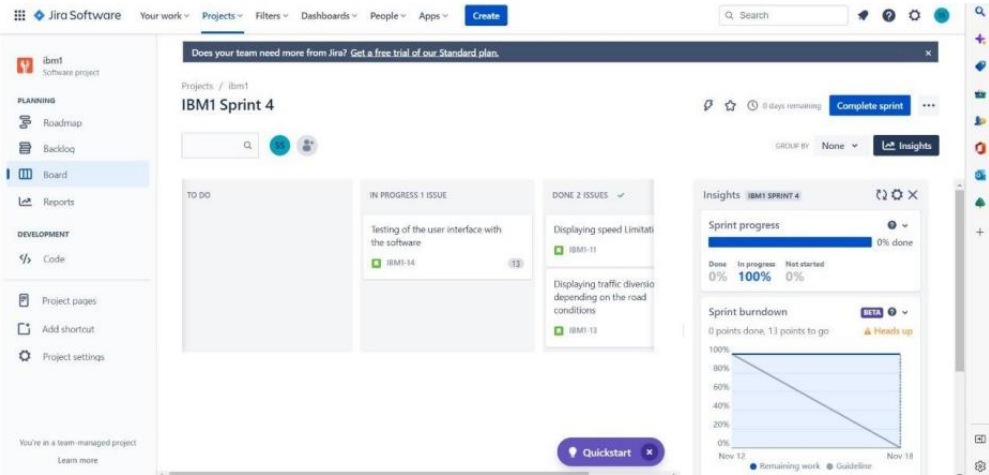 Jira Software Your work Projects Filters Dashboards People Apps Create Search
Does your team need more from Jira? Get a free trial of our Standard plan.
ibm1
Software project
PLANNING
Roadmap
Backlog
Board
Reports
DEVELOPMENT
Code
Project pages
Add shortcut
Project settings
You're in a team-managed project
Learn more
Projects / ibm1
IBM1 Sprint 4
0 days remaining Complete sprint
SS
GROUP BY None Insights
TO DO
IN PROGRESS 1 ISSUE
Testing of the user interface with
the software
IBM1-14 13
DONE 2 ISSUES
Displaying speed Limitati
IBM1-11
Displaying traffic diversio
depending on the road
conditions
IBM1-13
Insights IBM1 SPRINT 4
Sprint progress
0% done
Done In progress Not started
0% 100% 0%
Sprint burndown BETA
0 points done, 13 points to go Heads up
100%
80%
60%
40%
20%
0%
Nov 12 Nov 18
Remaining work Guideline
Quickstart